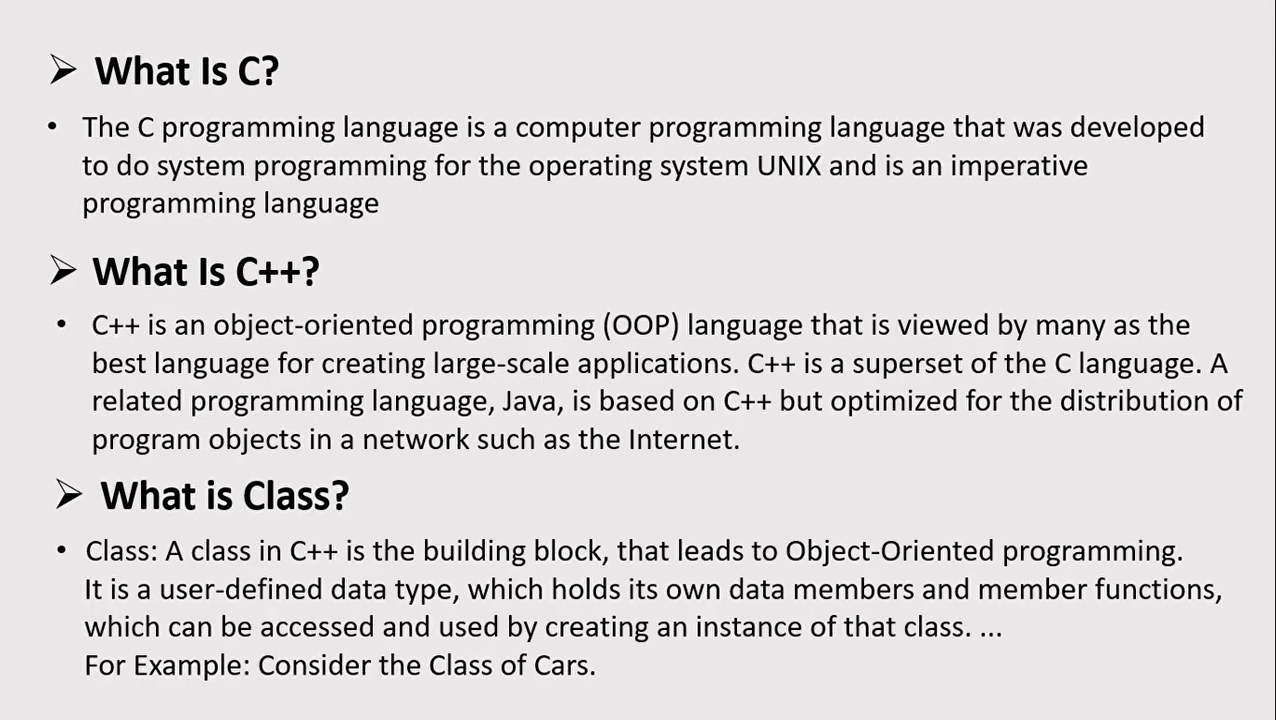 ➢ What Is C?
• The C programming language is a computer programming language that was developed
to do system programming for the operating system UNIX and is an imperative
programming language
➢ What Is C++?
• C++ is an object-oriented programming (OOP) language that is viewed by many as the
best language for creating large-scale applications. C++ is a superset of the C language. A
related programming language, Java, is based on C++ but optimized for the distribution of
program objects in a network such as the Internet.
➢ What is Class?
• Class: A class in C++ is the building block, that leads to Object-Oriented programming.
It is a user-defined data type, which holds its own data members and member functions,
which can be accessed and used by creating an instance of that class. ...
For Example: Consider the Class of Cars.